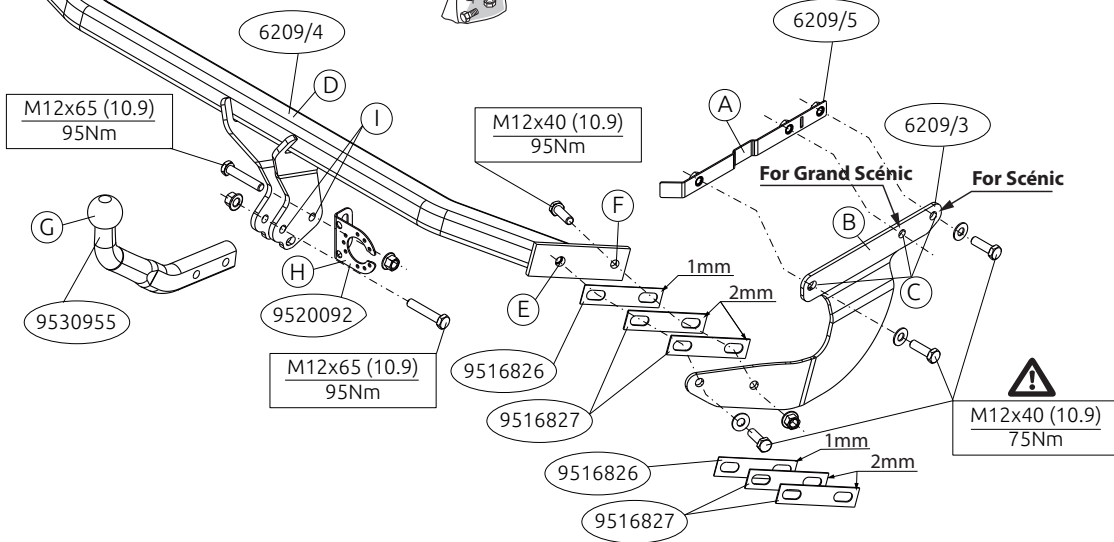 6209/4
6209/5
D
M12x65 (10.9)
95Nm
I
M12x40 (10.9)
95Nm
A
6209/3
For Grand Scénic
For Scénic
G
F
B
H
1mm
C
E
2mm
9530955
9520092
9516826
M12x65 (10.9)
95Nm
9516827
M12x40 (10.9)
75Nm
1mm
9516826
2mm
9516827